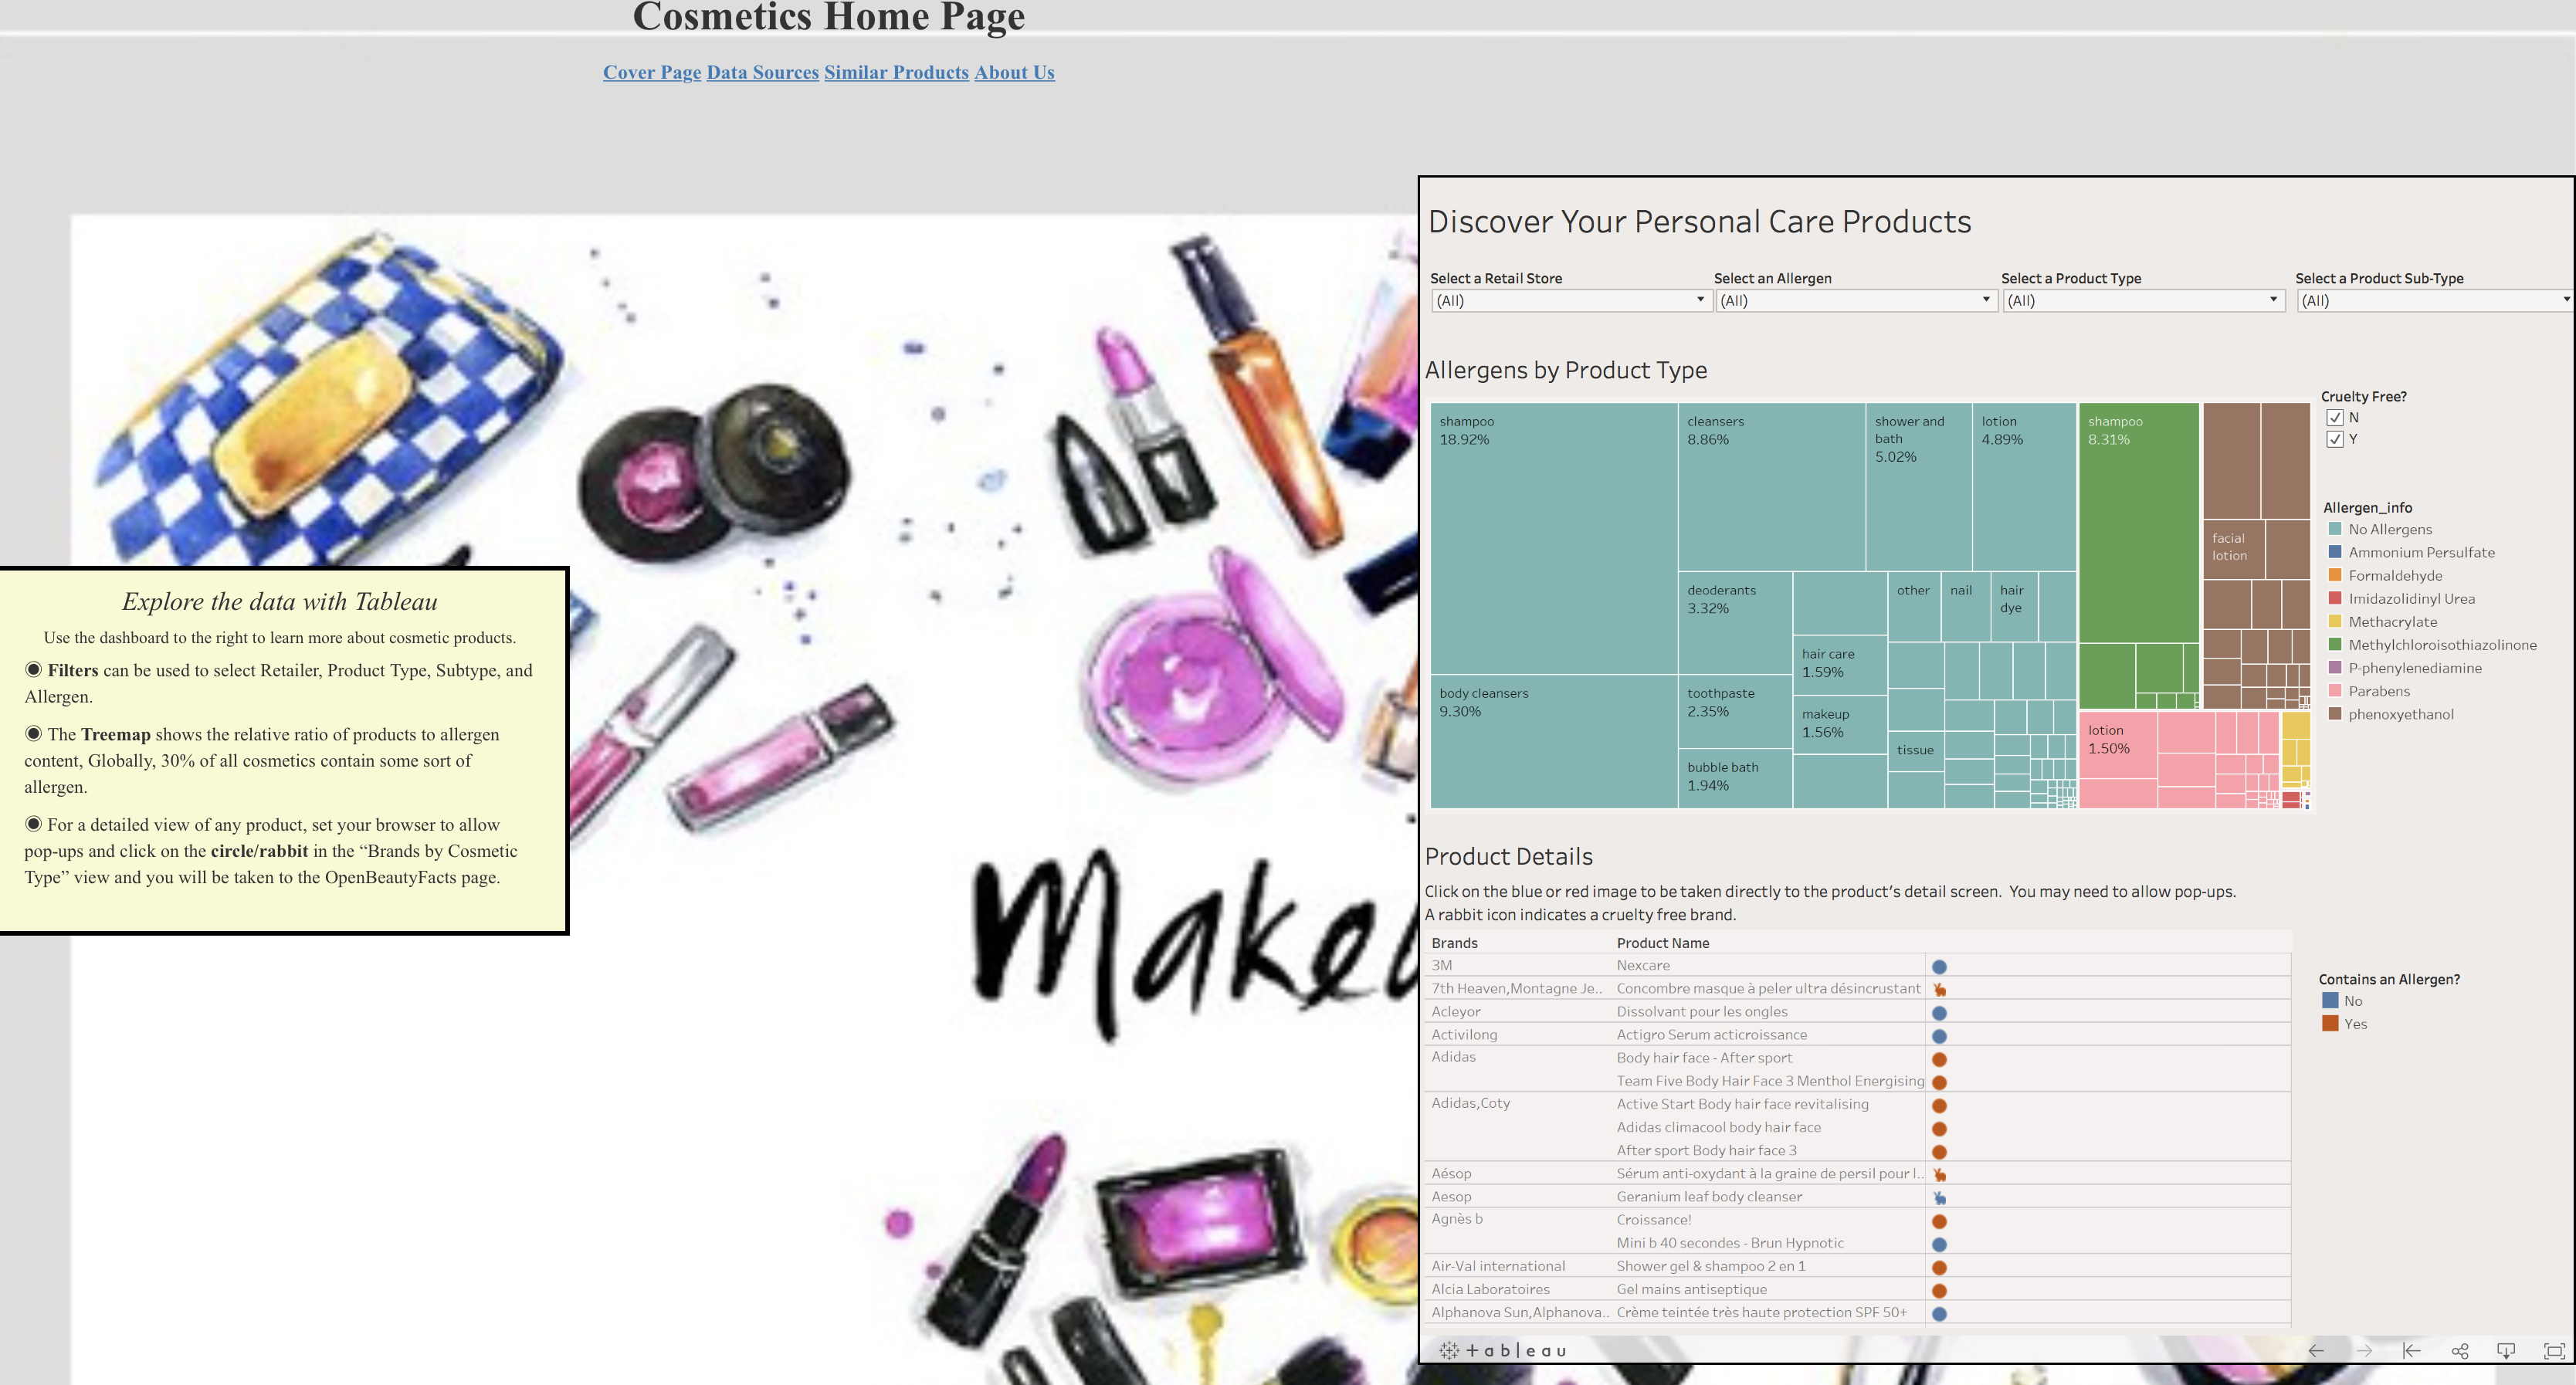 Cosmetics Home Page
Cover Page Data Sources Similar Products About Us
Explore the data with Tableau
Use the dashboard to the right to learn more about cosmetic products.
◉ Filters can be used to select Retailer, Product Type, Subtype, and
Allergen.
◉ The Treemap shows the relative ratio of products to allergen
content, Globally, 30% of all cosmetics contain some sort of
allergen.
◉ For a detailed view of any product, set your browser to allow
pop-ups and click on the circle/rabbit in the “Brands by Cosmetic
Type” view and you will be taken to the OpenBeautyFacts page.
Discover Your Personal Care Products
Select a Retail Store Select an Allergen Select a Product Type Select a Product Sub-Type
(All) (All) (All) (All)
Allergens by Product Type
shampoo
18.92%
body cleansers
9.30%
cleansers
8.86%
shower and
bath
5.02%
lotion
4.89%
deoderants
3.32%
toothpaste
2.35%
bubble bath
1.94%
hair care
1.59%
makeup
1.56%
other
nail
hair
dye
tissue
shampoo
8.31%
facial
lotion
lotion
1.50%
Cruelty Free?
N
Y
Allergen_info
No Allergens
Ammonium Persulfate
Formaldehyde
Imidazolidinyl Urea
Methacrylate
Methylchloroisothiazolinone
P-phenylenediamine
Parabens
phenoxyethanol
Product Details
Click on the blue or red image to be taken directly to the product's detail screen. You may need to allow pop-ups.
A rabbit icon indicates a cruelty free brand.
Brands Product Name
3M Nexcare
7th Heaven,Montagne Je.. Concombre masque à peler ultra désincrustant
Acleyor Dissolvant pour les ongles
Activilong Actigro Serum acticroissance
Adidas Body hair face - After sport
Team Five Body Hair Face 3 Menthol Energising
Adidas,Coty Active Start Body hair face revitalising
Adidas climacool body hair face
After sport Body hair face 3
Aésop Sérum anti-oxydant à la graine de persil pour l..
Aesop Geranium leaf body cleanser
Agnès b Croissance!
Mini b 40 secondes - Brun Hypnotic
Air-Val international Shower gel & shampoo 2 en 1
Alcia Laboratoires Gel mains antiseptique
Alphanova Sun,Alphanova.. Crème teintée très haute protection SPF 50+
Contains an Allergen?
No
Yes
Make
tableau